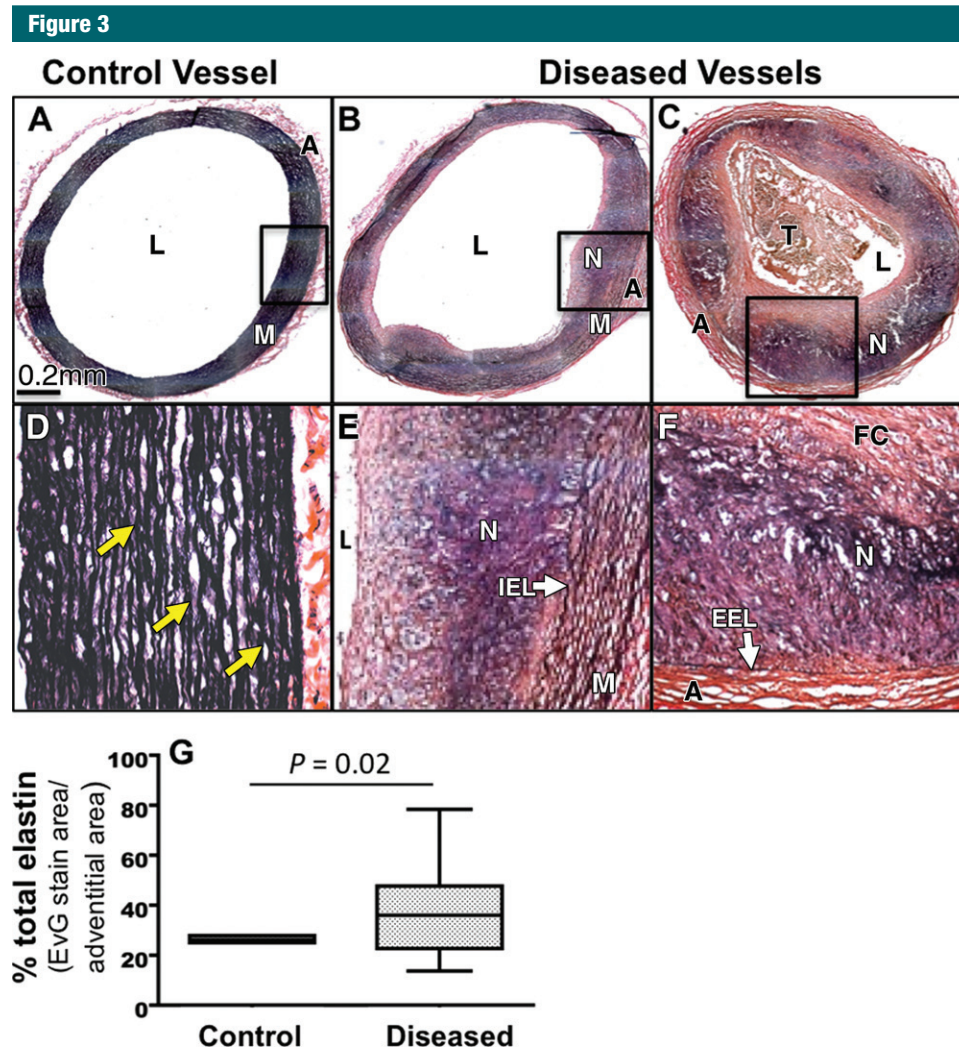 Figure 3
Control Vessel
Diseased Vessels
A
A
L
M
0.2mm
B
L
N
A
M
C
T
L
A
N
D
E
L
N
IEL
M
F
FC
N
EEL
A
G
P = 0.02
% total elastin
(EvG stain area/
adventitial area)
100
80
60
40
20
0
Control
Diseased